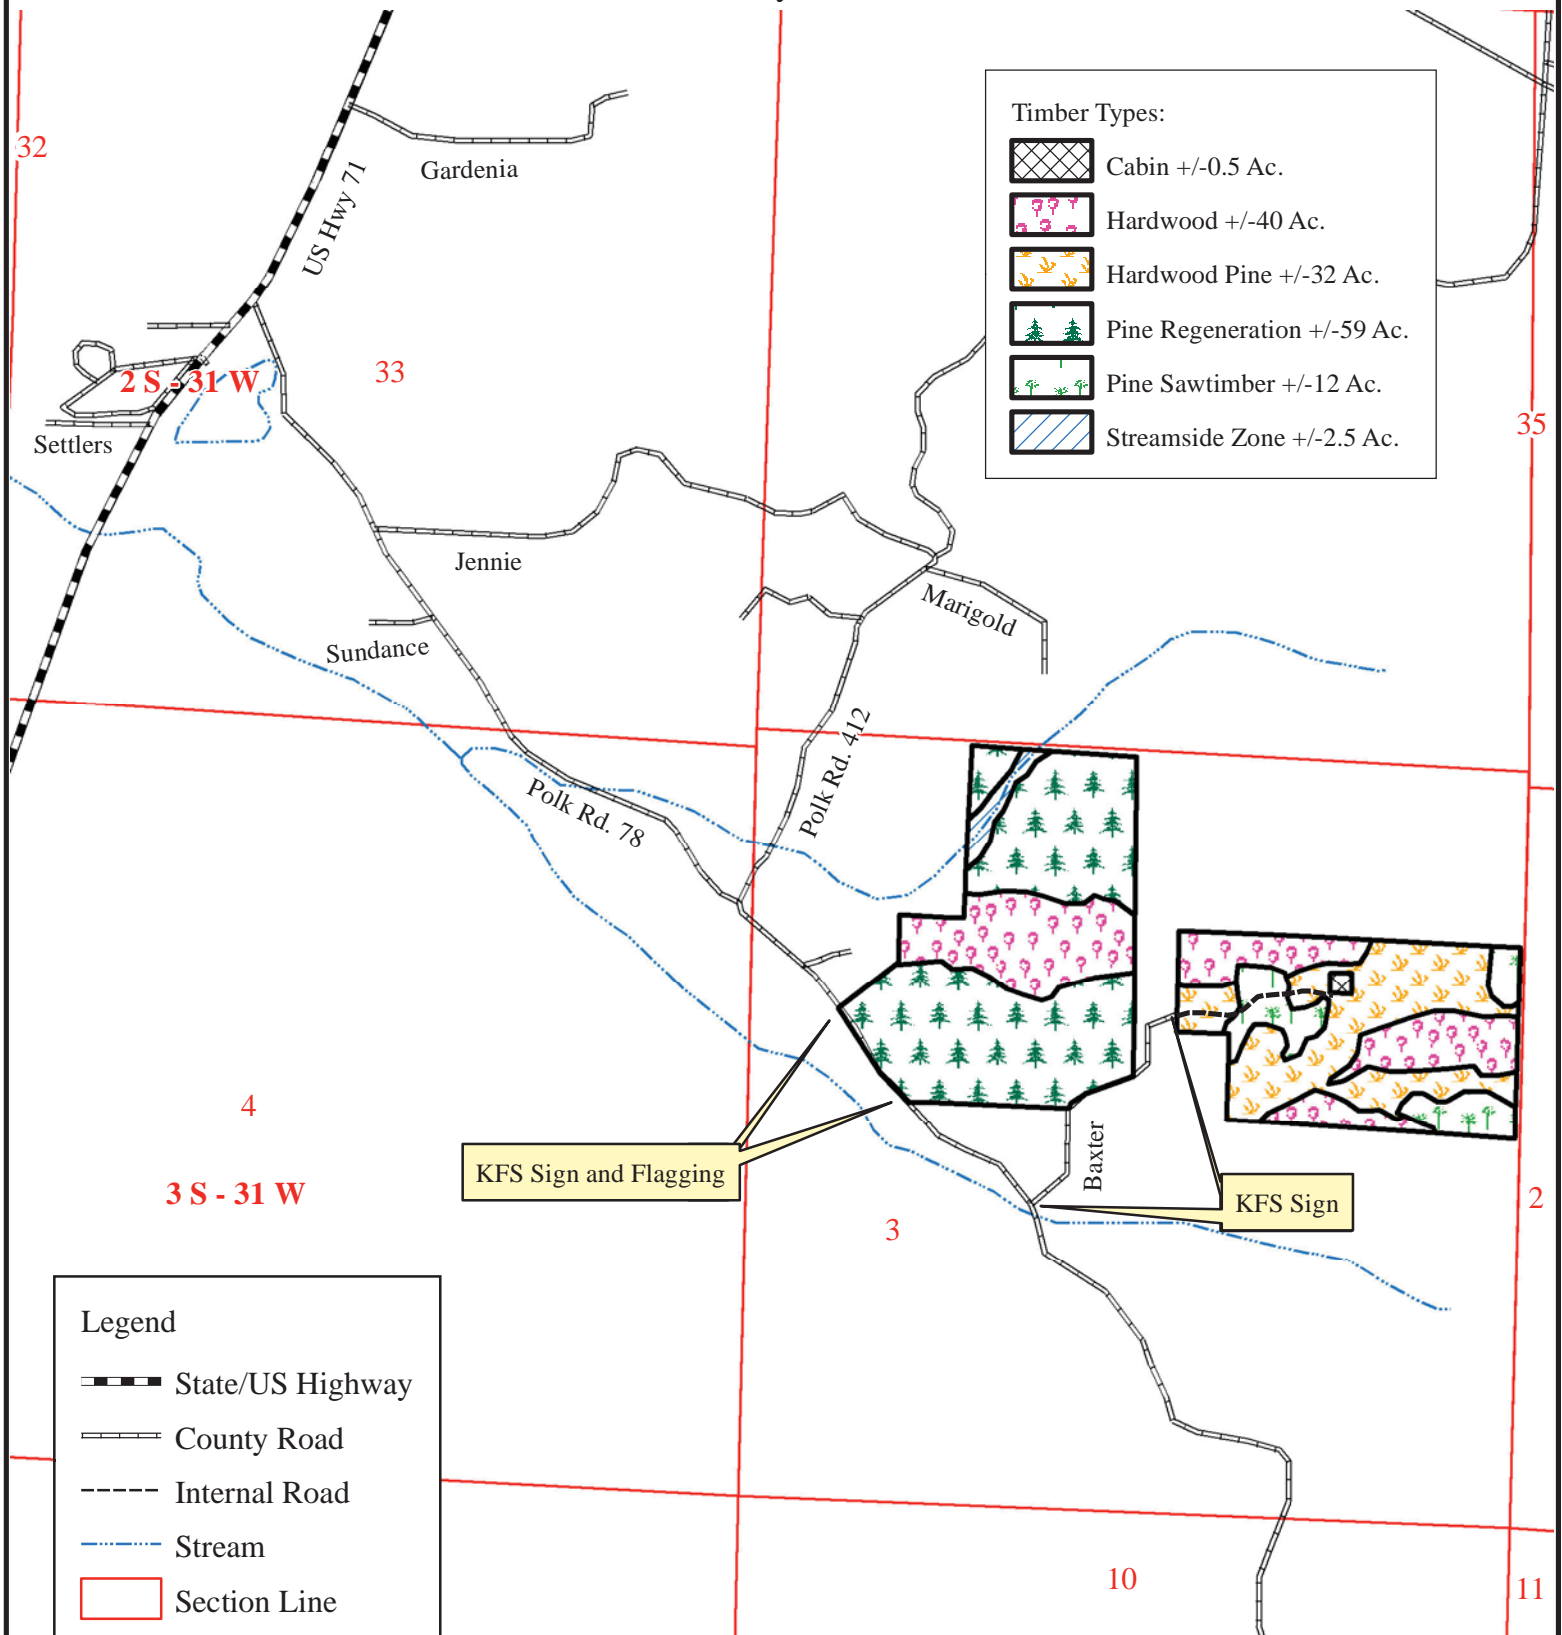 32
Gardenia
US Hwy 71
Timber Types:
Cabin +/-0.5 Ac.
Hardwood +/-40 Ac.
Hardwood Pine +/-32 Ac.
Pine Regeneration +/-59 Ac.
Pine Sawtimber +/-12 Ac.
Streamside Zone +/-2.5 Ac.
2 S - 31 W
33
35
Settlers
Jennie
Marigold
Sundance
Polk Rd. 412
Polk Rd. 78
4
3 S - 31 W
KFS Sign and Flagging
Baxter
KFS Sign
2
3
Legend
State/US Highway
County Road
Internal Road
Stream
Section Line
10
11